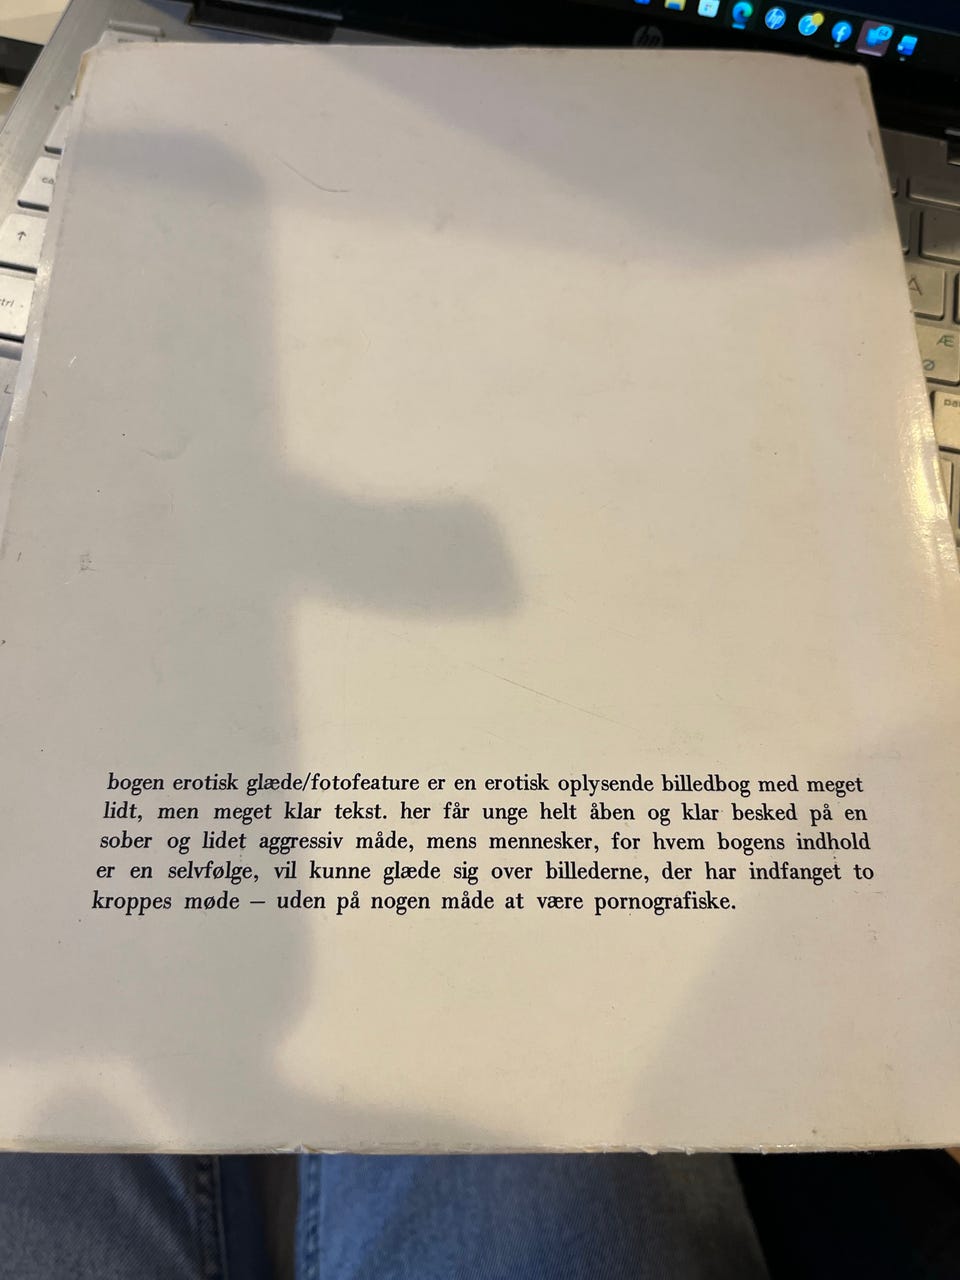 bogen erotisk glæde/fotofeature er en erotisk oplysende billedbog med meget
lidt, men meget klar tekst. her får unge helt åben og klar besked på en
sober og lidet aggressiv måde, mens mennesker, for hvem bogens indhold
er en selvfølge, vil kunne glæde sig over billederne, der har indfanget to
kroppes møde – uden på nogen måde at være pornografiske.
hp
Å
Æ
Ø